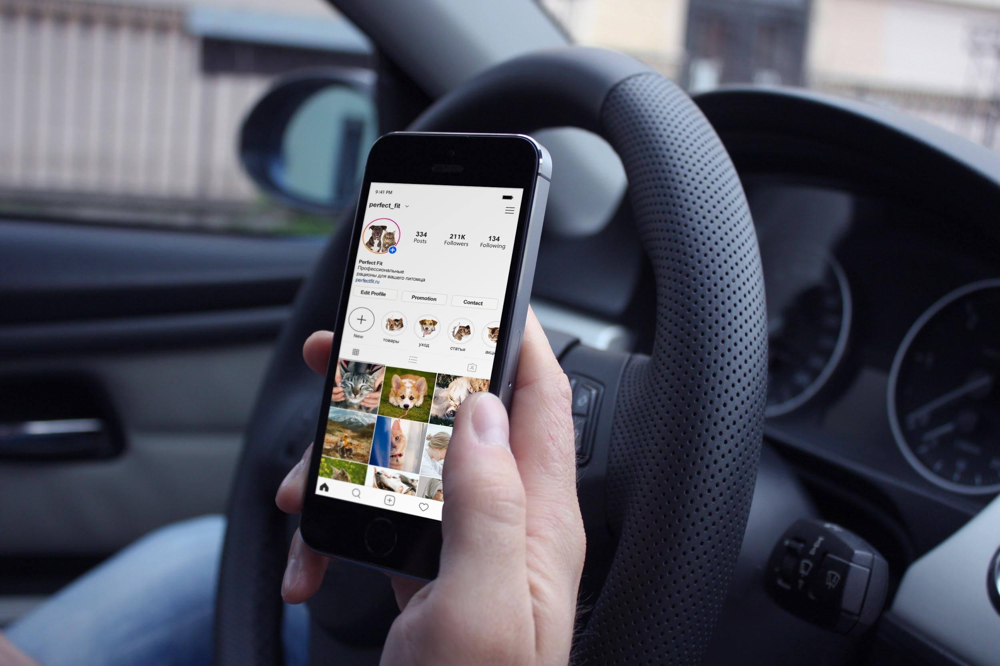 9:41 PM
perfect_fit
334
Posts
211K
Followers
134
Following
Perfect Fit
Профессиональные
рационы для вашего питомца
perfectfit.ru
Edit Profile
Promotion
Contact
New
товары
уход
статьи
акци